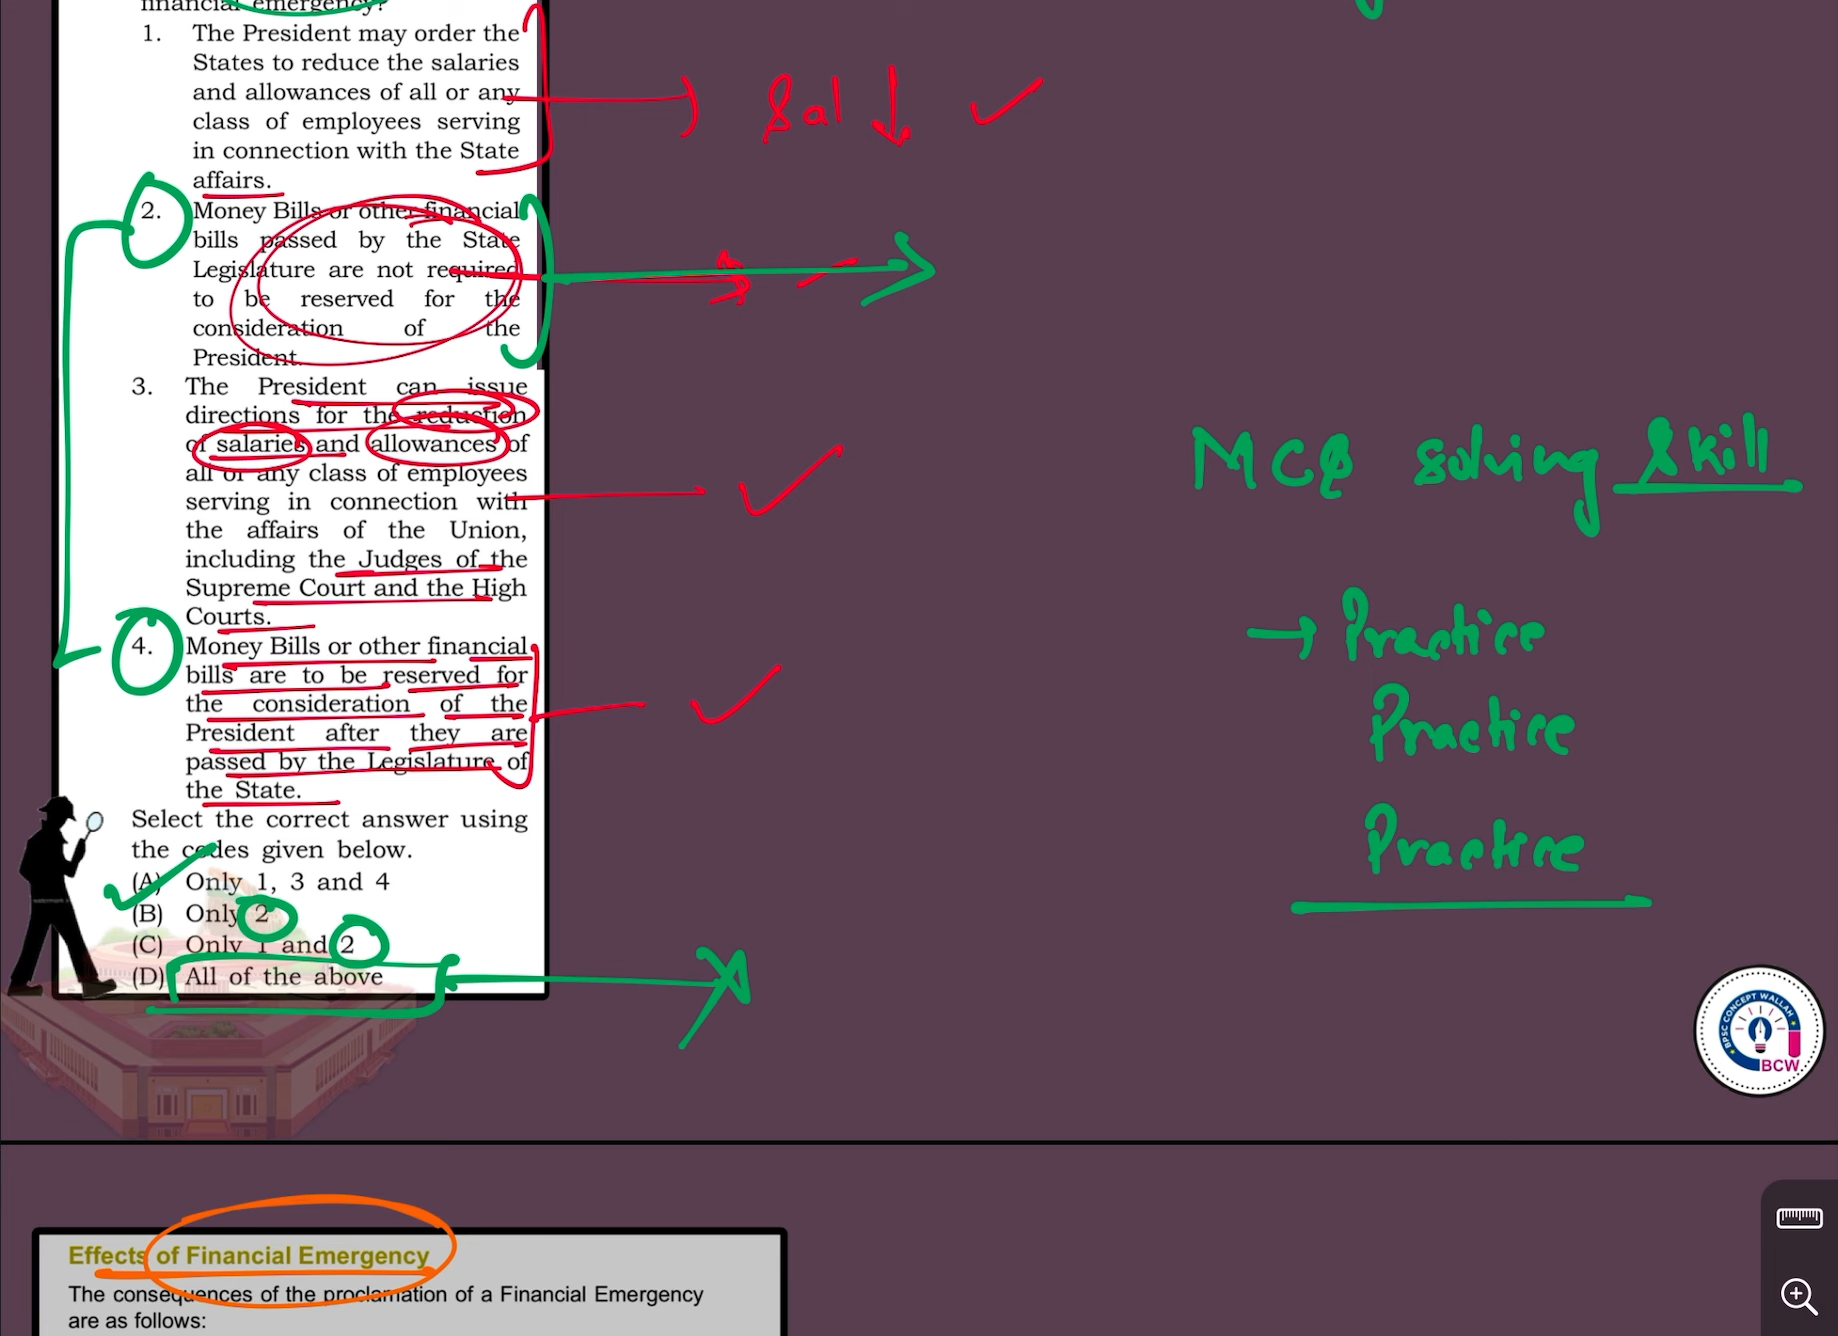 financial emergency?
1. The President may order the
States to reduce the salaries
and allowances of all or any
class of employees serving
in connection with the State
affairs.
Sal ↓ ✓
2. Money Bills or other financial
bills passed by the State
Legislature are not required
to be reserved for the
consideration of the
President.
3. The President can issue
directions for the reduction
of salaries and allowances of
all or any class of employees
serving in connection with
the affairs of the Union,
including the Judges of the
Supreme Court and the High
Courts.
4. Money Bills or other financial
bills are to be reserved for
the consideration of the
President after they are
passed by the Legislature of
the State.
Select the correct answer using
the codes given below.
(A) Only 1, 3 and 4
(B) Only 2
(C) Only 1 and 2
(D) All of the above
MCQ solving skill
→ Practice
Practice
Practice
BPSC CONCEPT WALLAH
BCW
Effects of Financial Emergency
The consequences of the proclamation of a Financial Emergency
are as follows: